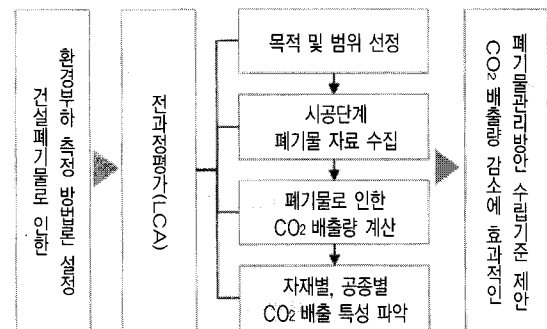 건설폐기물로 인한
환경부하 측정 방법론 설정
전과정평가(LCA)
목적 및 범위 선정
시공단계
폐기물 자료 수집
폐기물로 인한
CO2 배출량 계산
자재별, 공종별
CO2 배출 특성 파악
CO2 배출량 감소에 효과적인
폐기물관리방안 수립기준 제안